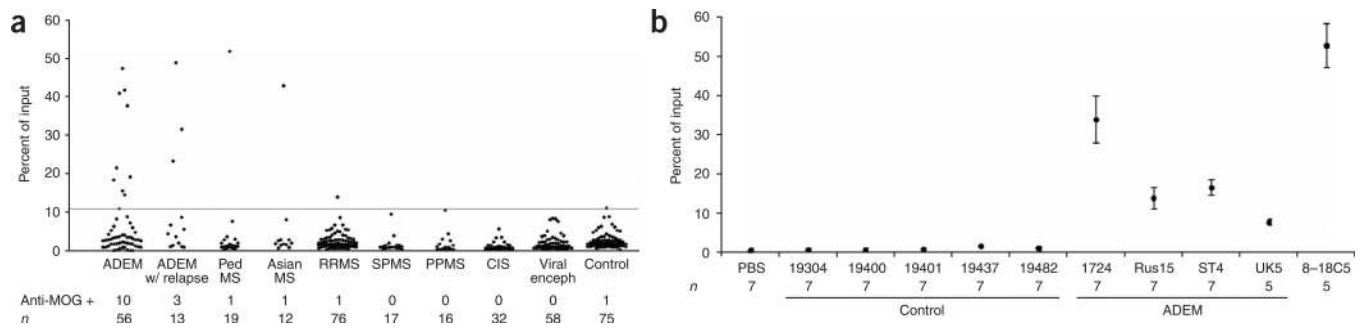 a
Percent of input
60
50
40
30
20
10
0
ADEM
ADEM w/ relapse
Ped MS
Asian MS
RRMS
SPMS
PPMS
CIS
Viral enceph
Control
Anti-MOG + 10 3 1 1 1 0 0 0 0 1
n 56 13 19 12 76 17 16 32 58 75
b
Percent of input
60
50
40
30
20
10
0
PBS 19304 19400 19401 19437 19482 1724 Rus15 ST4 UK5 8–18C5
n 7 7 7 7 7 7 7 7 7 5 5
Control ADEM